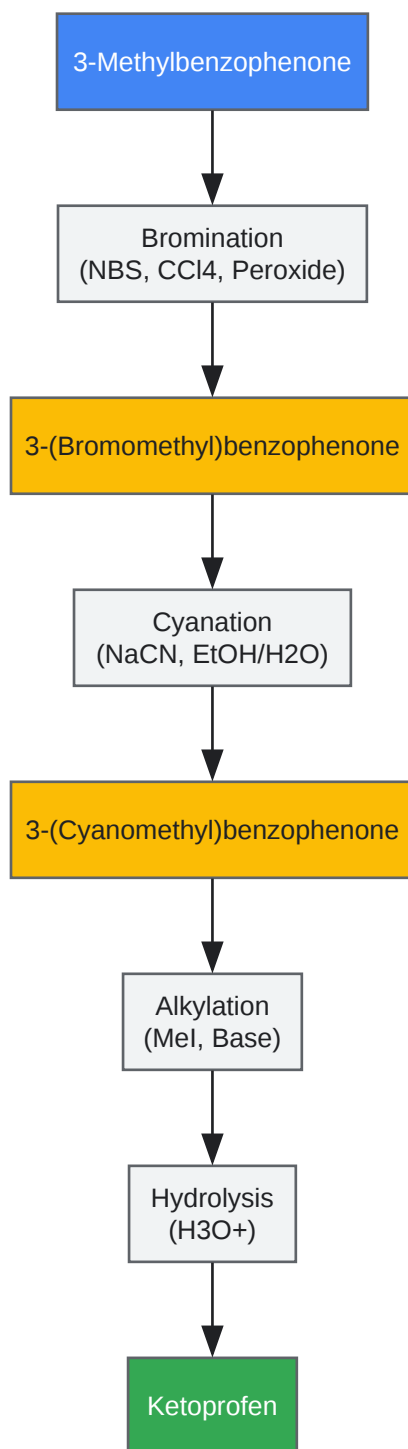 3-Methylbenzophenone
Bromination
(NBS, CCl4, Peroxide)
3-(Bromomethyl)benzophenone
Cyanation
(NaCN, EtOH/H2O)
3-(Cyanomethyl)benzophenone
Alkylation
(MeI, Base)
Hydrolysis
(H3O+)
Ketoprofen